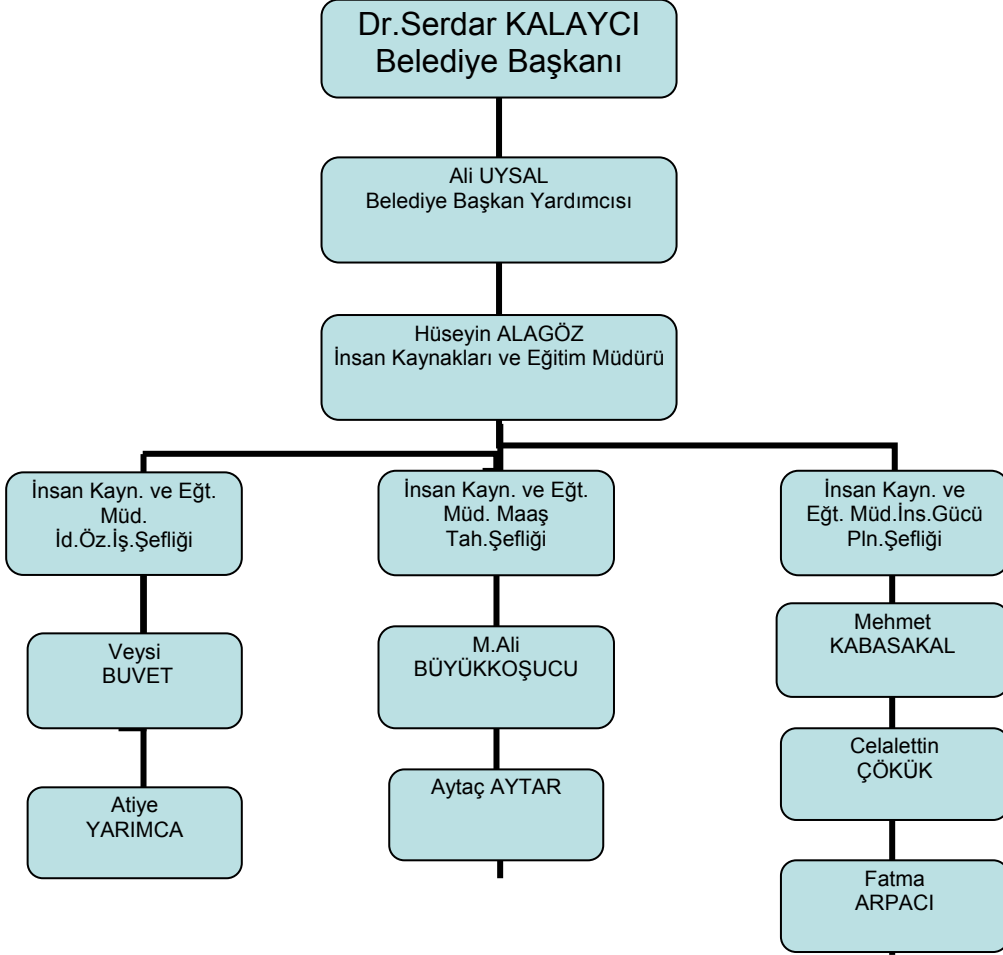 Dr.Serdar KALAYCI
Belediye Başkanı
Ali UYSAL
Belediye Başkan Yardımcısı
Hüseyin ALAGÖZ
İnsan Kaynakları ve Eğitim Müdürü
İnsan Kayn. ve Eğt.
Müd.
İd.Öz.İş.Şefliği
İnsan Kayn. ve Eğt.
Müd. Maaş
Tah.Şefliği
İnsan Kayn. ve
Eğt. Müd.İns.Gücü
Pln.Şefliği
Veysi
BUVET
M.Ali
BÜYÜKKOŞUCU
Mehmet
KABASAKAL
Atiye
YARIMCA
Aytaç AYTAR
Celalettin
ÇÖKÜK
Fatma
ARPACI